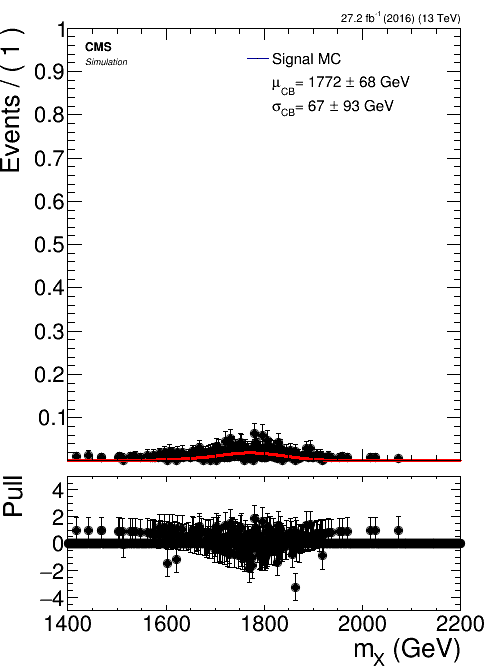 27.2 fb⁻¹ (2016) (13 TeV)
CMS
Simulation
Signal MC
μ_CB = 1772 ± 68 GeV
σ_CB = 67 ± 93 GeV
Events / ( 1 )
1
0.9
0.8
0.7
0.6
0.5
0.4
0.3
0.2
0.1
Pull
4
2
0
−2
−4
1400 1600 1800 2000 2200
m_X (GeV)